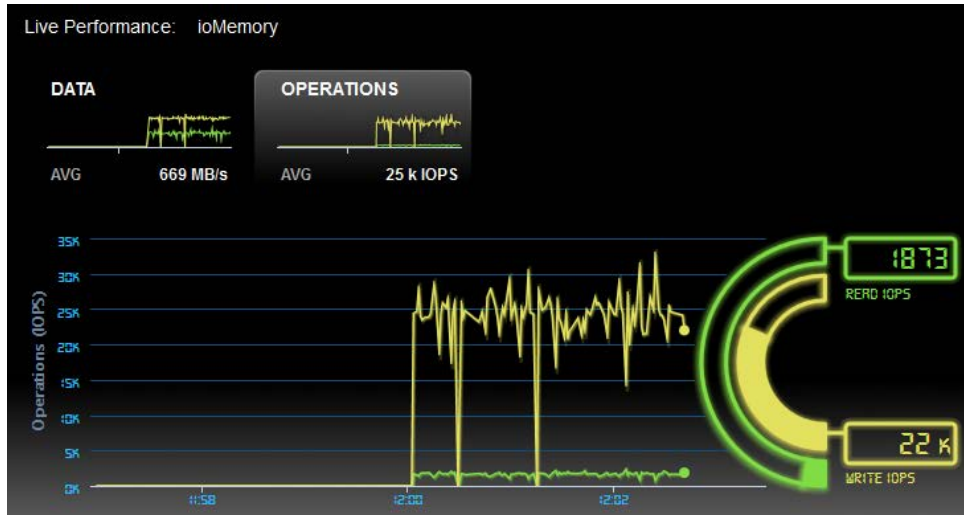 Live Performance: ioMemory
DATA
AVG 669 MB/s
OPERATIONS
AVG 25 k IOPS
Operations (IOPS)
35K
30K
25K
20K
15K
10K
5K
0K
11:58
12:00
12:02
1873
READ IOPS
22 K
WRITE IOPS